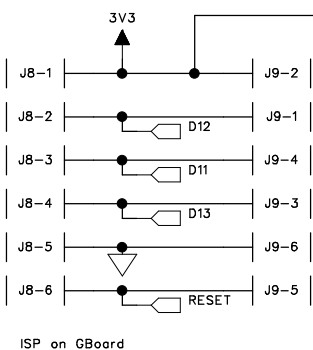 3V3
J8-1 J9-2
J8-2 J9-1
D12
J8-3 J9-4
D11
J8-4 J9-3
D13
J8-5 J9-6
J8-6 J9-5
RESET
ISP on GBoard